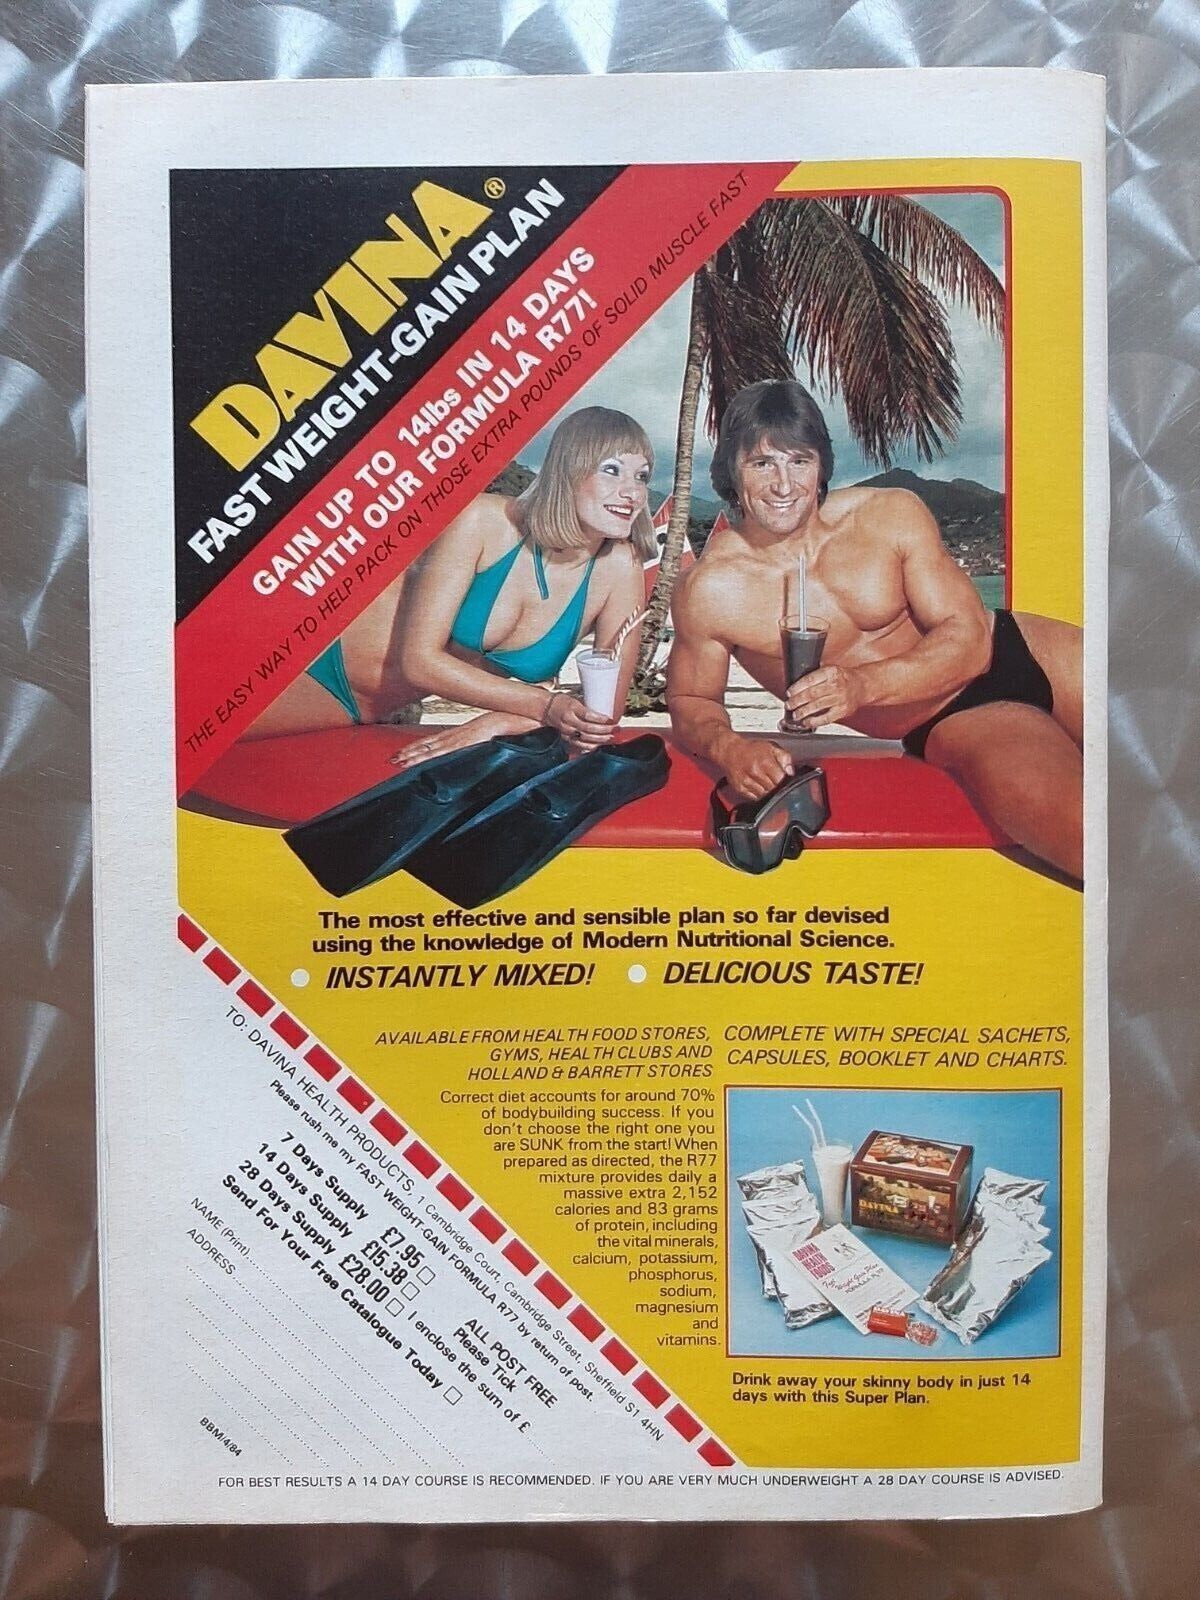 DAVINA®
FAST WEIGHT-GAIN PLAN
GAIN UP TO 14lbs IN 14 DAYS
WITH OUR FORMULA R77!
THE EASY WAY TO HELP PACK ON THOSE EXTRA POUNDS OF SOLID MUSCLE FAST
The most effective and sensible plan so far devised
using the knowledge of Modern Nutritional Science.
INSTANTLY MIXED!
DELICIOUS TASTE!
AVAILABLE FROM HEALTH FOOD STORES,
GYMS, HEALTH CLUBS AND
HOLLAND & BARRETT STORES
COMPLETE WITH SPECIAL SACHETS,
CAPSULES, BOOKLET AND CHARTS.
Correct diet accounts for around 70%
of bodybuilding success. If you
don't choose the right one you
are SUNK from the start! When
prepared as directed, the R77
mixture provides daily a
massive extra 2,152
calories and 83 grams
of protein, including
the vital minerals,
calcium, potassium,
phosphorus,
sodium,
magnesium
and
vitamins.
DAVINA
DAVINA
HEALTH
FOODS
Drink away your skinny body in just 14
days with this Super Plan.
TO: DAVINA HEALTH PRODUCTS, 1 Cambridge Court, Cambridge Street, Sheffield S1 4HN
Please rush me my FAST WEIGHT-GAIN FORMULA R77 by return of post.
7 Days Supply £7.95
14 Days Supply £15.38
28 Days Supply £28.00
ALL POST FREE
Please Tick
I enclose the sum of £
Send For Your Free Catalogue Today
NAME (Print)
ADDRESS
BBM/4/84
FOR BEST RESULTS A 14 DAY COURSE IS RECOMMENDED. IF YOU ARE VERY MUCH UNDERWEIGHT A 28 DAY COURSE IS ADVISED.